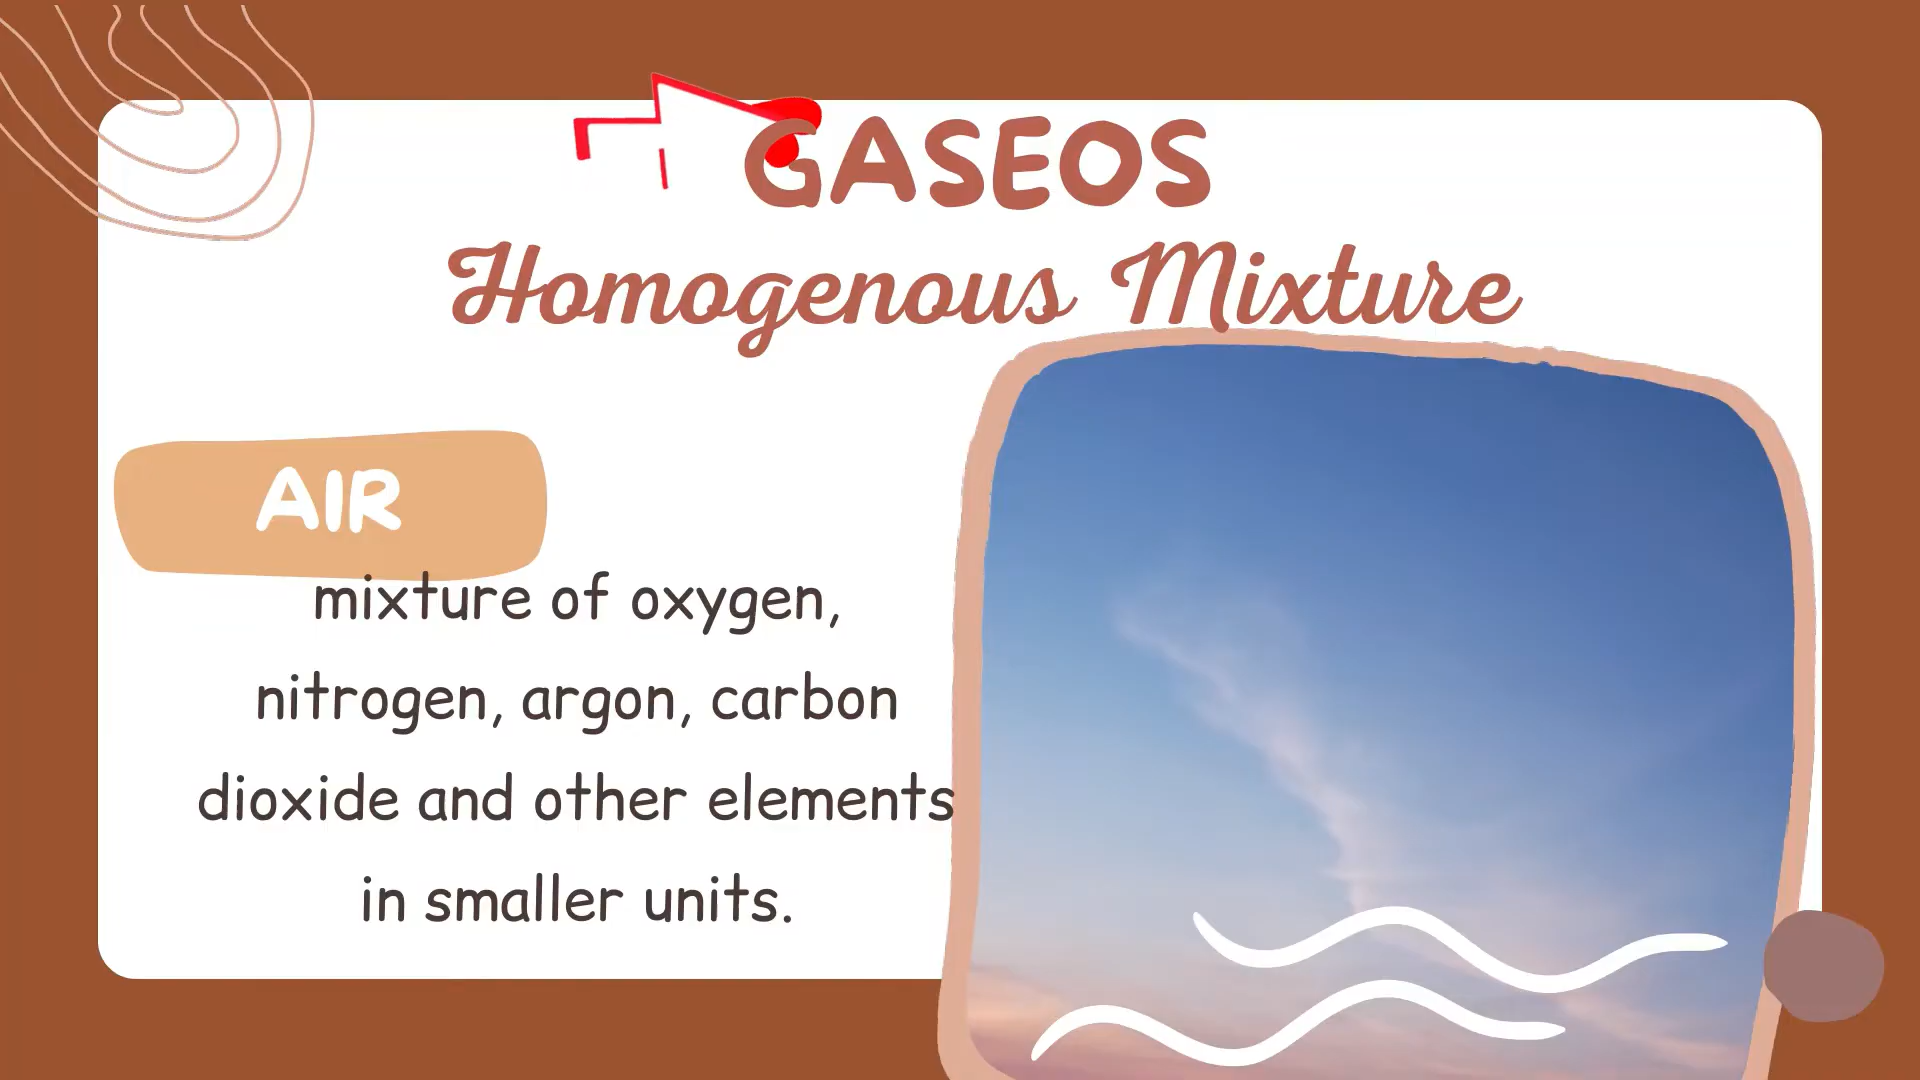 GASEOS
Homogenous Mixture
AIR
mixture of oxygen,
nitrogen, argon, carbon
dioxide and other elements
in smaller units.